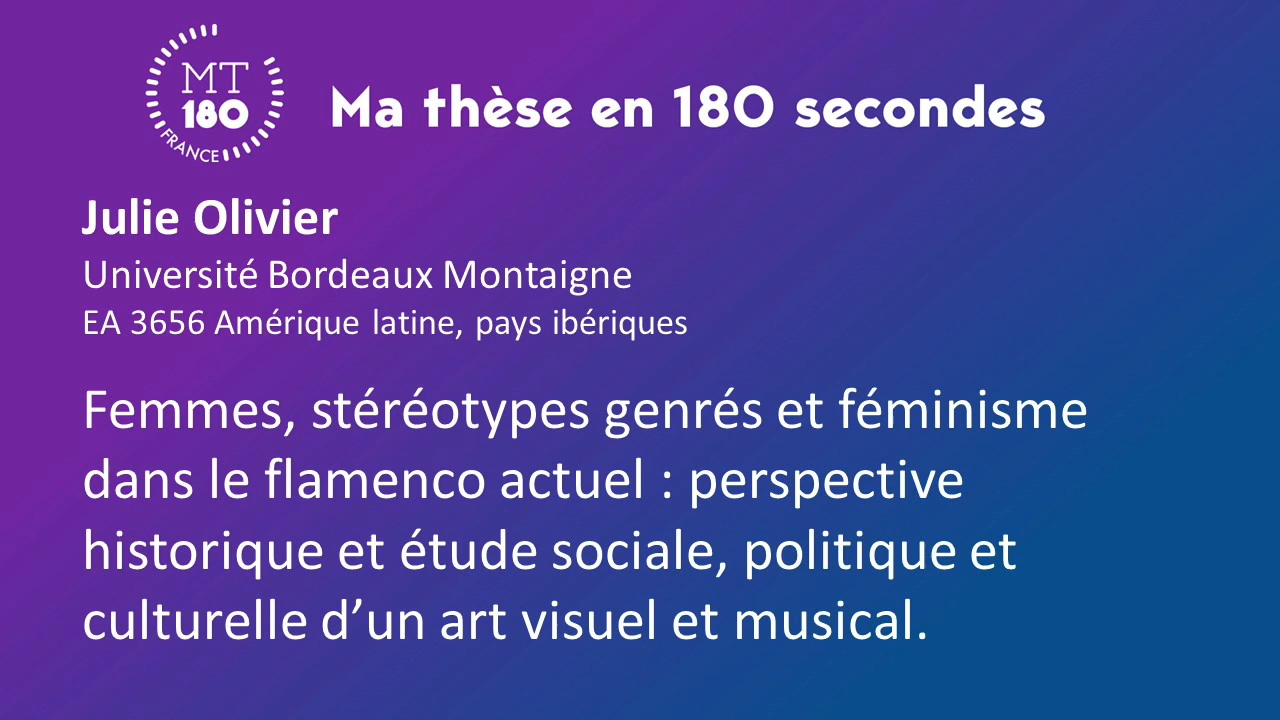 MT
180
FRANCE
Ma thèse en 180 secondes
Julie Olivier
Université Bordeaux Montaigne
EA 3656 Amérique latine, pays ibériques
Femmes, stéréotypes genrés et féminisme
dans le flamenco actuel : perspective
historique et étude sociale, politique et
culturelle d’un art visuel et musical.